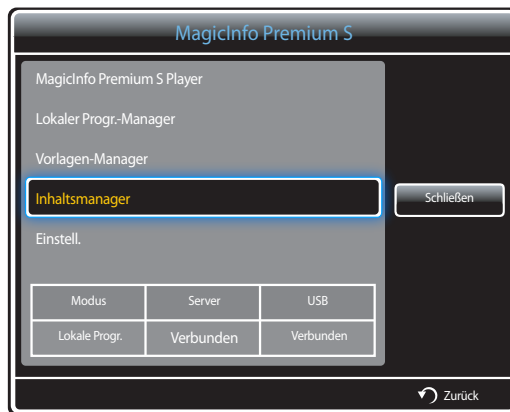 MagicInfo Premium S
MagicInfo Premium S Player
Lokaler Progr.-Manager
Vorlagen-Manager
Inhaltsmanager
Schließen
Einstell.
Modus Server USB
Lokale Progr. Verbunden Verbunden
Zurück